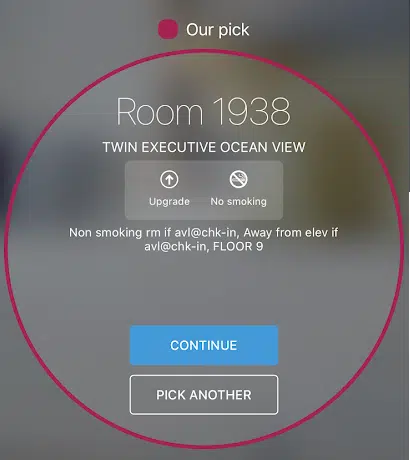 Our pick
Room 1938
TWIN EXECUTIVE OCEAN VIEW
Upgrade No smoking
Non smoking rm if avl@chk-in, Away from elev if
avl@chk-in, FLOOR 9
CONTINUE
PICK ANOTHER